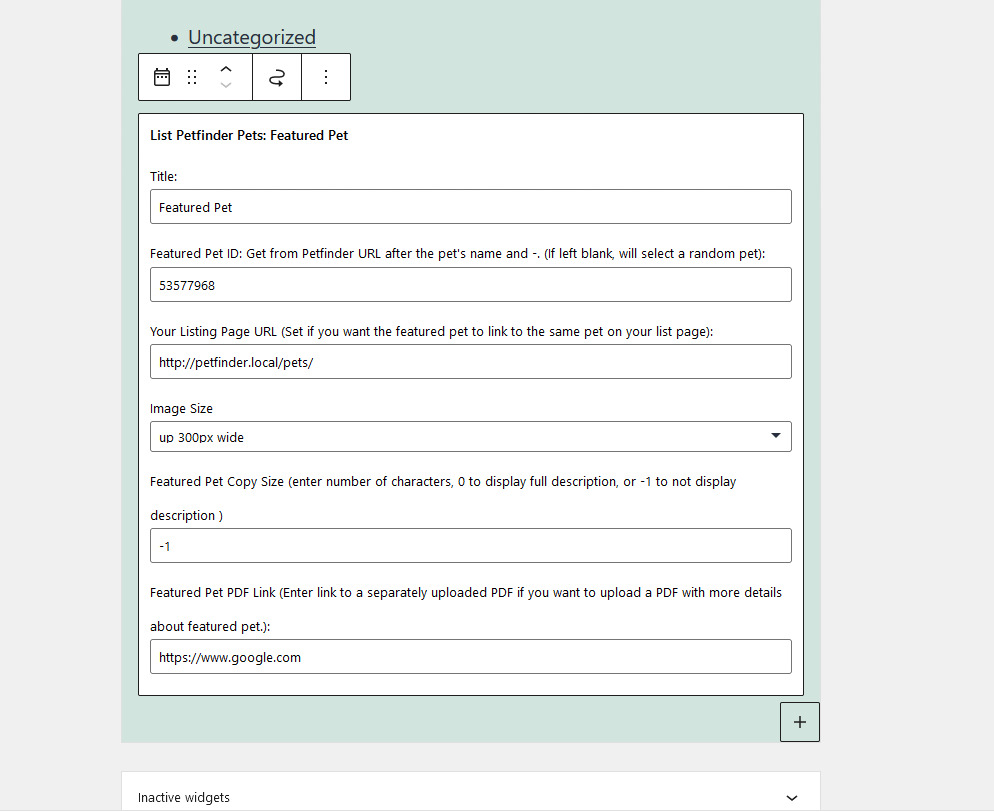 Uncategorized
List Petfinder Pets: Featured Pet
Title:
Featured Pet
Featured Pet ID: Get from Petfinder URL after the pet's name and -. (If left blank, will select a random pet):
53577968
Your Listing Page URL (Set if you want the featured pet to link to the same pet on your list page):
http://petfinder.local/pets/
Image Size
up 300px wide
Featured Pet Copy Size (enter number of characters, 0 to display full description, or -1 to not display
description )
-1
Featured Pet PDF Link (Enter link to a separately uploaded PDF if you want to upload a PDF with more details
about featured pet.):
https://www.google.com
Inactive widgets